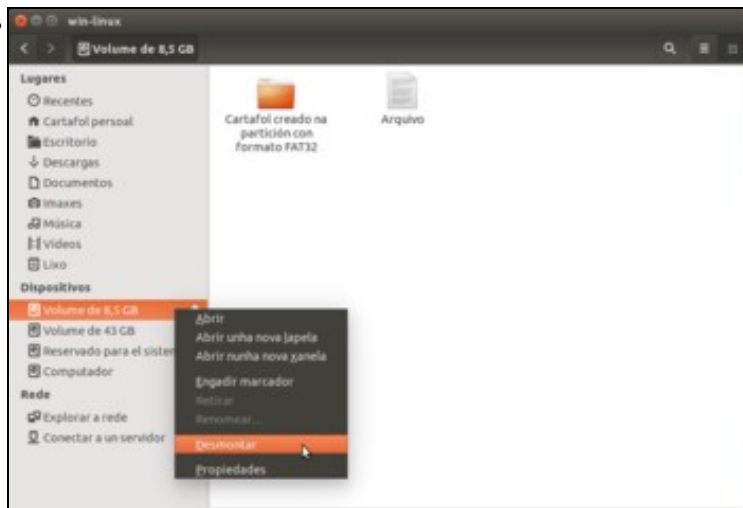 win-linux
Volume de 8,5 GB
Lugares
Recentes
Cartafol persoal
Escritorio
Descargas
Documentos
Imaxes
Música
Vídeos
Lixo
Dispositivos
Volume de 8,5 GB
Volume de 43 GB
Reservado para el sister
Computador
Rede
Explorar a rede
Conectar a un servidor
Cartafol creado na
partición con
formato FAT32
Arquivo
Abrir
Abrir unha nova lapela
Abrir nunha nova xanela
Engadir marcador
Retirar
Renomear...
Desmontar
Propiedades